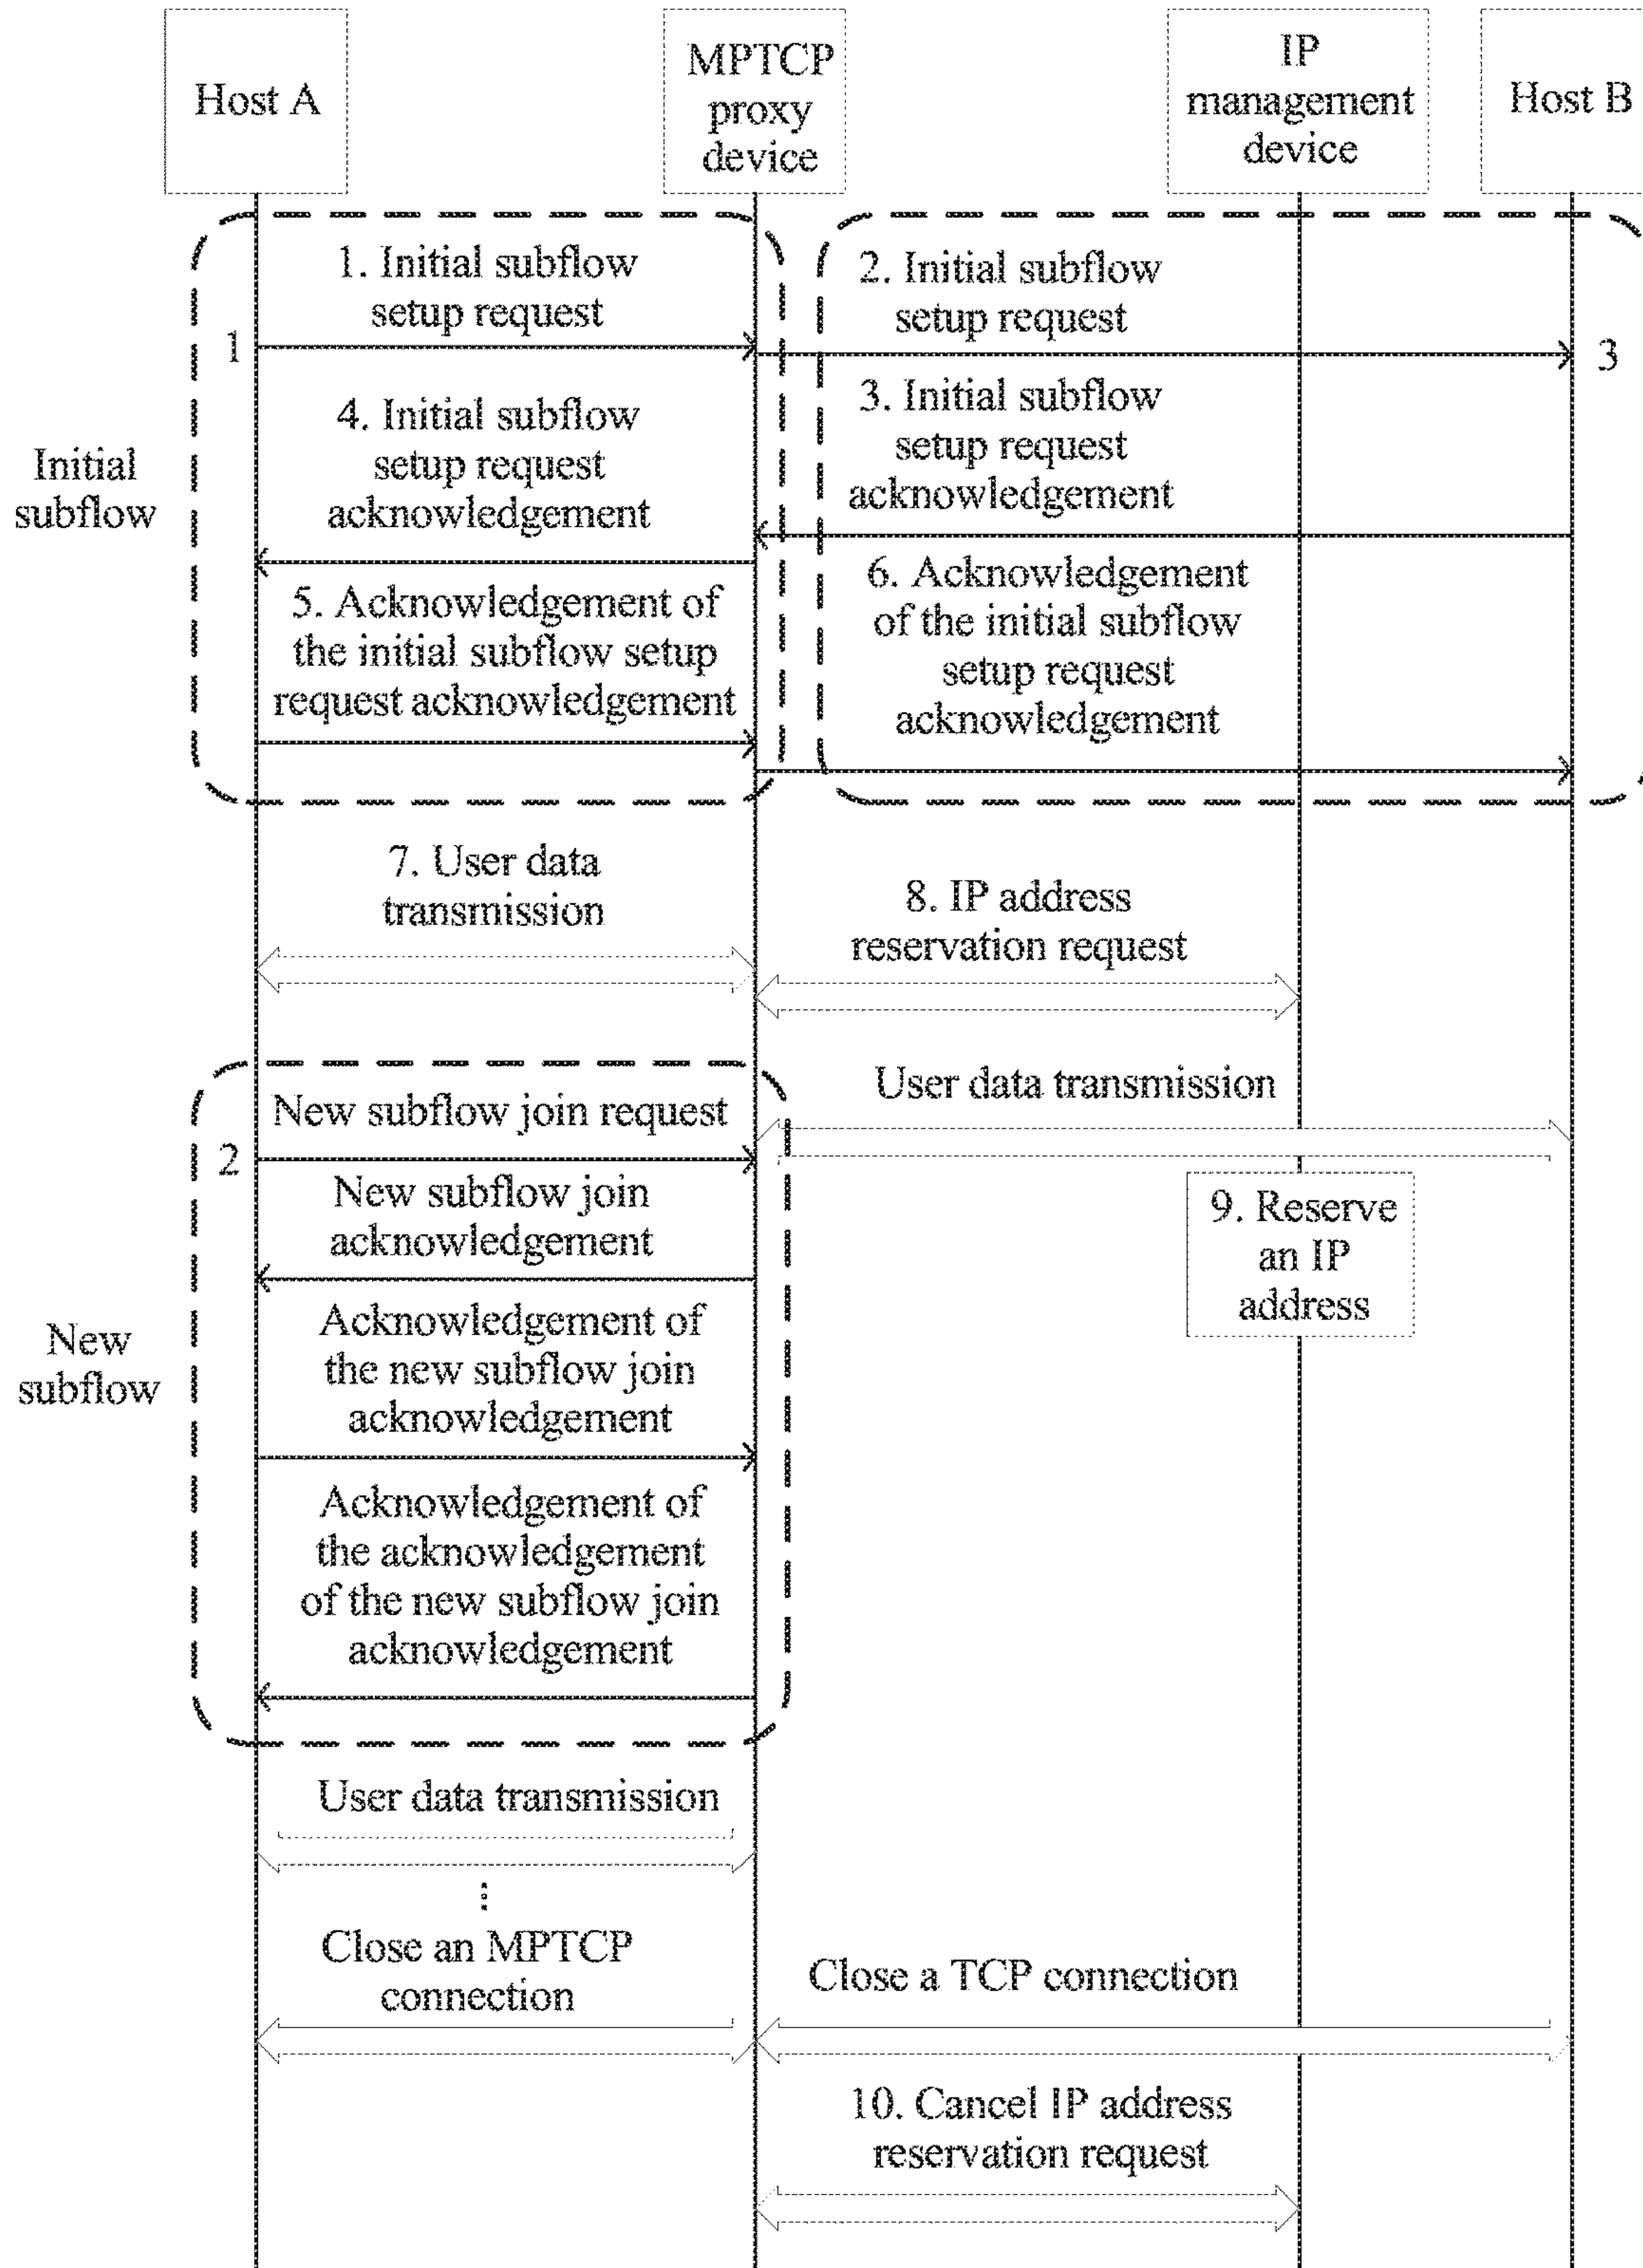 Host A
MPTCP
proxy
device
IP
management
device
Host B
1. Initial subflow
setup request
2. Initial subflow
setup request
1
3
3. Initial subflow
setup request
acknowledgement
4. Initial subflow
setup request
acknowledgement
Initial
subflow
5. Acknowledgement of
the initial subflow setup
request acknowledgement
6. Acknowledgement
of the initial subflow
setup request
acknowledgement
7. User data
transmission
8. IP address
reservation request
User data transmission
New subflow join request
2
New subflow join
acknowledgement
9. Reserve
an IP
address
New
subflow
Acknowledgement of
the new subflow join
acknowledgement
Acknowledgement of
the acknowledgement
of the new subflow join
acknowledgement
User data transmission
Close an MPTCP
connection
Close a TCP connection
10. Cancel IP address
reservation request